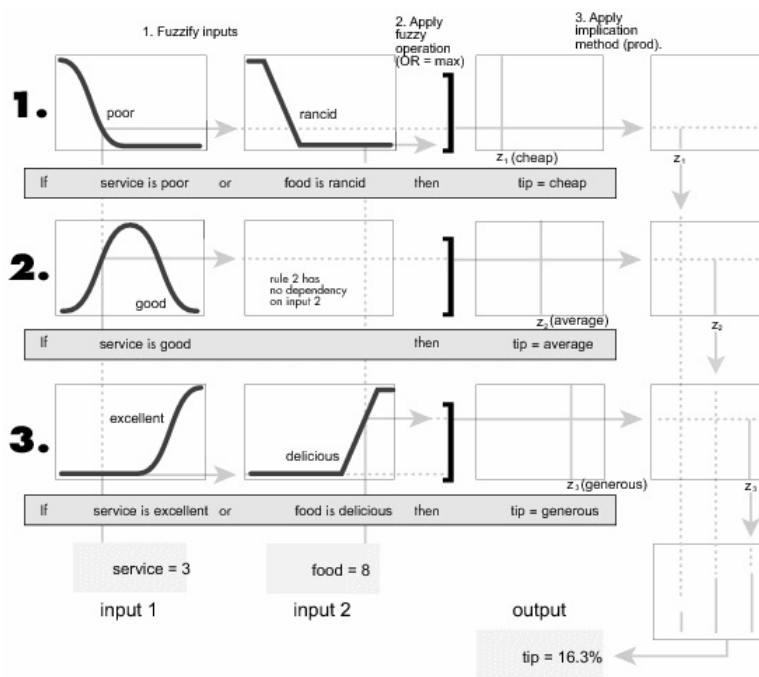 1. Fuzzify inputs
2. Apply
fuzzy
operation
(OR = max)
3. Apply
implication
method (prod).
1.
poor
rancid
z1 (cheap)
z1
If service is poor or food is rancid then tip = cheap
2.
good
rule 2 has
no dependency
on input 2
z2 (average)
z2
If service is good then tip = average
3.
excellent
delicious
z3 (generous)
z3
If service is excellent or food is delicious then tip = generous
service = 3
food = 8
input 1
input 2
output
tip = 16.3%